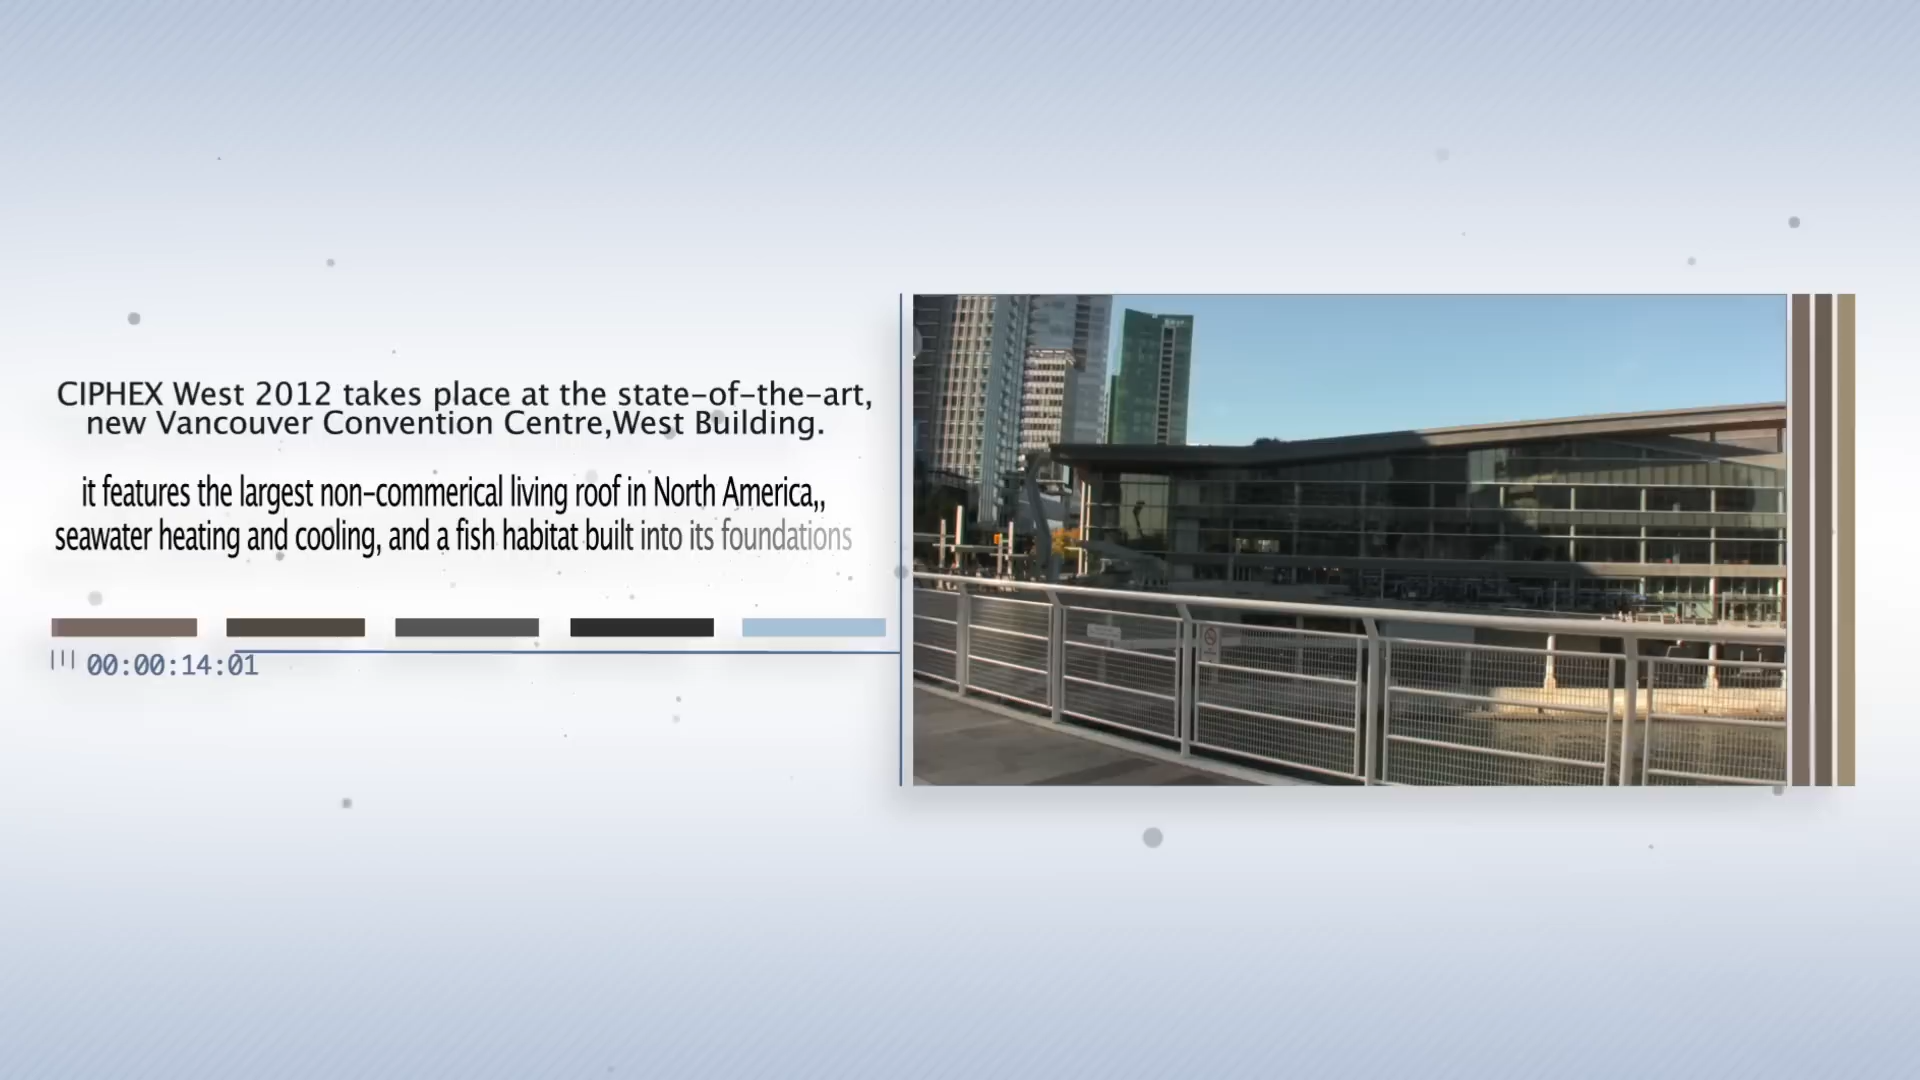 CIPHEX West 2012 takes place at the state-of-the-art,
new Vancouver Convention Centre,West Building.
it features the largest non-commerical living roof in North America,,
seawater heating and cooling, and a fish habitat built into its foundations
00:00:14:01